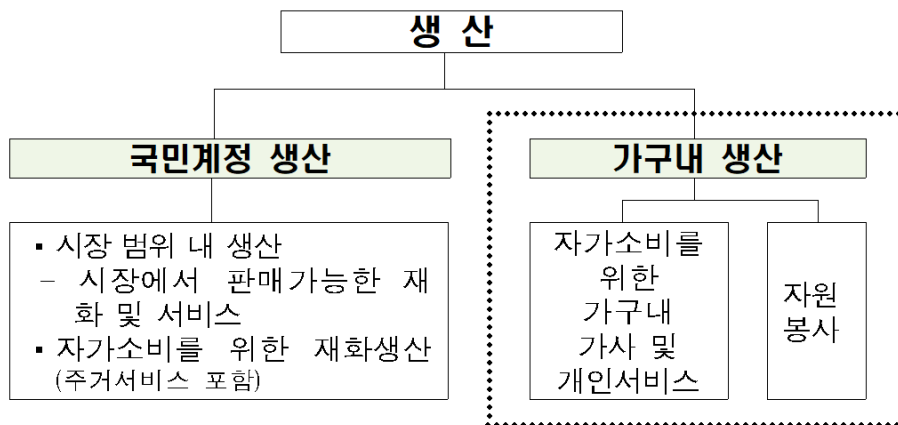 생 산
국민계정 생산
▪ 시장 범위 내 생산
– 시장에서 판매가능한 재
화 및 서비스
▪ 자가소비를 위한 재화생산
(주거서비스 포함)
가구내 생산
자가소비를
위한
가구내
가사 및
개인서비스
자원
봉사